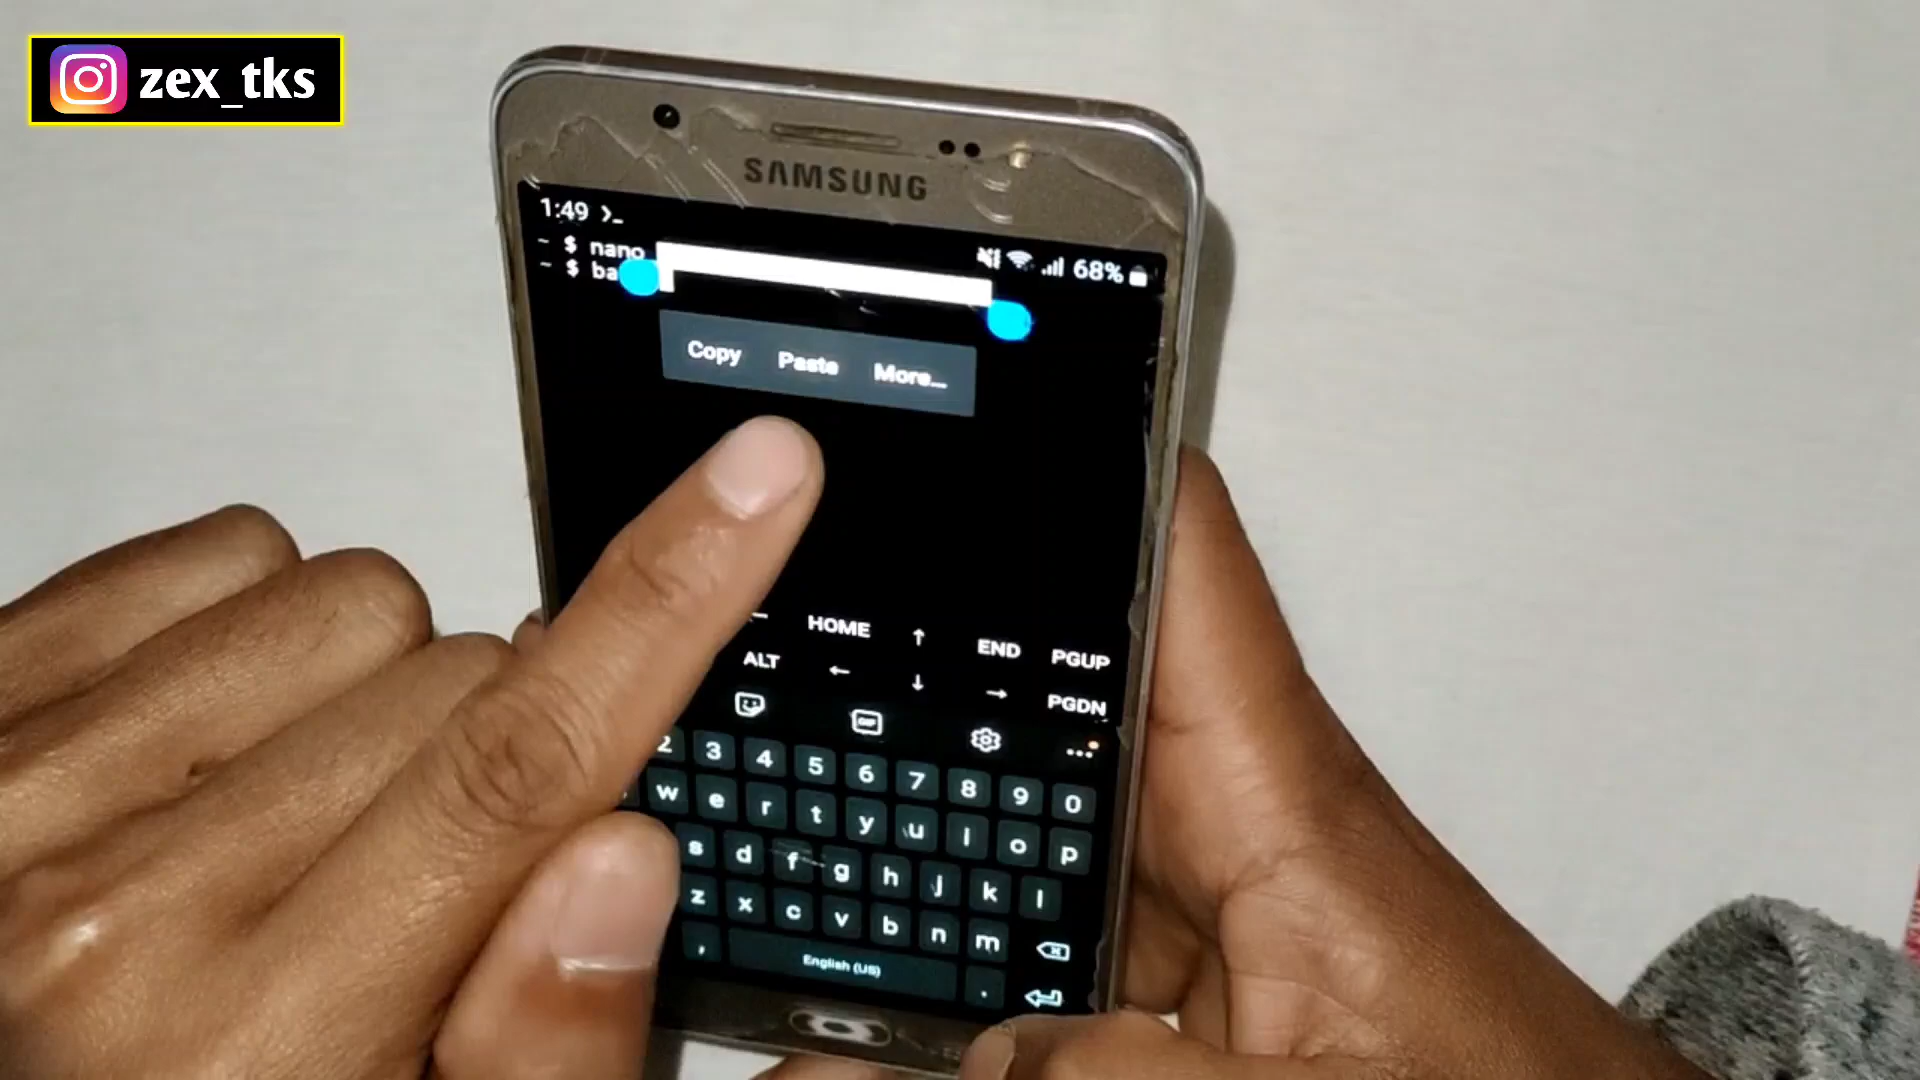 zex_tks
SAMSUNG
1:49
68%
~ $ nano
~ $ ba
Copy Paste More...
HOME ↑ END PGUP
ALT ← ↓ → PGDN
GIF
2 3 4 5 6 7 8 9 0
w e r t y u i o p
s d f g h j k l
z x c v b n m
, English (US) .